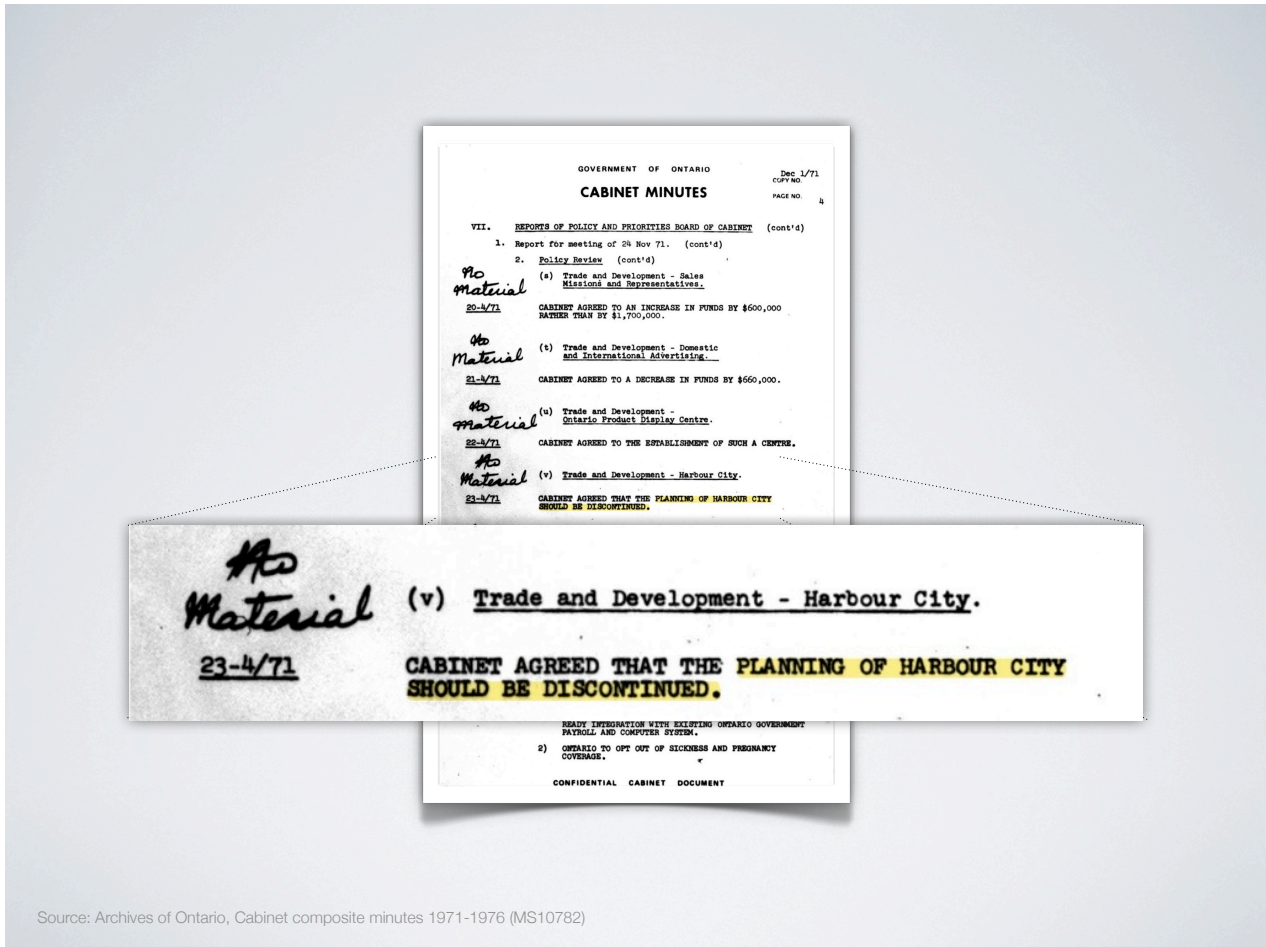 GOVERNMENT OF ONTARIO
Dec 1/71
COPY NO.
CABINET MINUTES
PAGE NO.
4
VII. REPORTS OF POLICY AND PRIORITIES BOARD OF CABINET (cont'd)
1. Report for meeting of 24 Nov 71. (cont'd)
2. Policy Review (cont'd)
No
Material
(s) Trade and Development - Sales
Missions and Representatives.
20-4/71
CABINET AGREED TO AN INCREASE IN FUNDS BY $600,000
RATHER THAN BY $1,700,000.
No
Material
(t) Trade and Development - Domestic
and International Advertising.
21-4/71
CABINET AGREED TO A DECREASE IN FUNDS BY $660,000.
No
Material
(u) Trade and Development -
Ontario Product Display Centre.
22-4/71
CABINET AGREED TO THE ESTABLISHMENT OF SUCH A CENTRE.
No
Material
(v) Trade and Development - Harbour City.
23-4/71
CABINET AGREED THAT THE PLANNING OF HARBOUR CITY
SHOULD BE DISCONTINUED.
No
Material
(v) Trade and Development - Harbour City.
23-4/71
CABINET AGREED THAT THE PLANNING OF HARBOUR CITY
SHOULD BE DISCONTINUED.
READY INTEGRATION WITH EXISTING ONTARIO GOVERNMENT
PAYROLL AND COMPUTER SYSTEM.
2) ONTARIO TO OPT OUT OF SICKNESS AND PREGNANCY
COVERAGE.
CONFIDENTIAL CABINET DOCUMENT
Source: Archives of Ontario, Cabinet composite minutes 1971-1976 (MS10782)